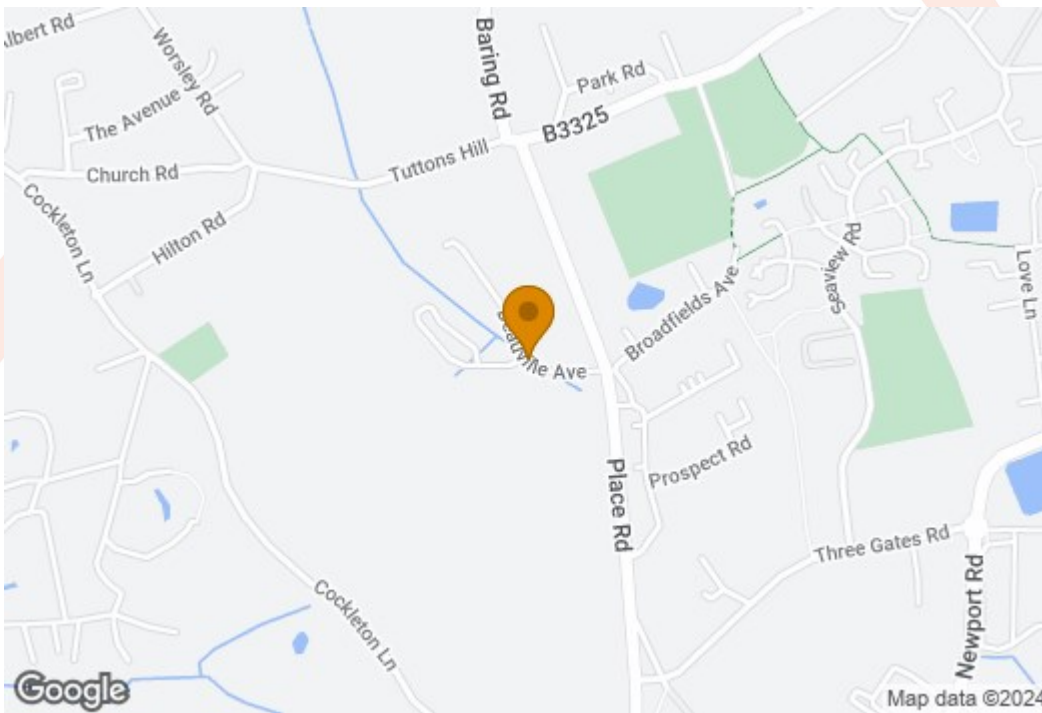 Albert Rd
Worsley Rd
The Avenue
Church Rd
Cockleton Ln
Hilton Rd
Tuttons Hill
Baring Rd
Park Rd
B3325
Broadfields Ave
Seaview Rd
Love Ln
Ave
Place Rd
Prospect Rd
Three Gates Rd
Newport Rd
Cockleton Ln
Google
Map data ©2024